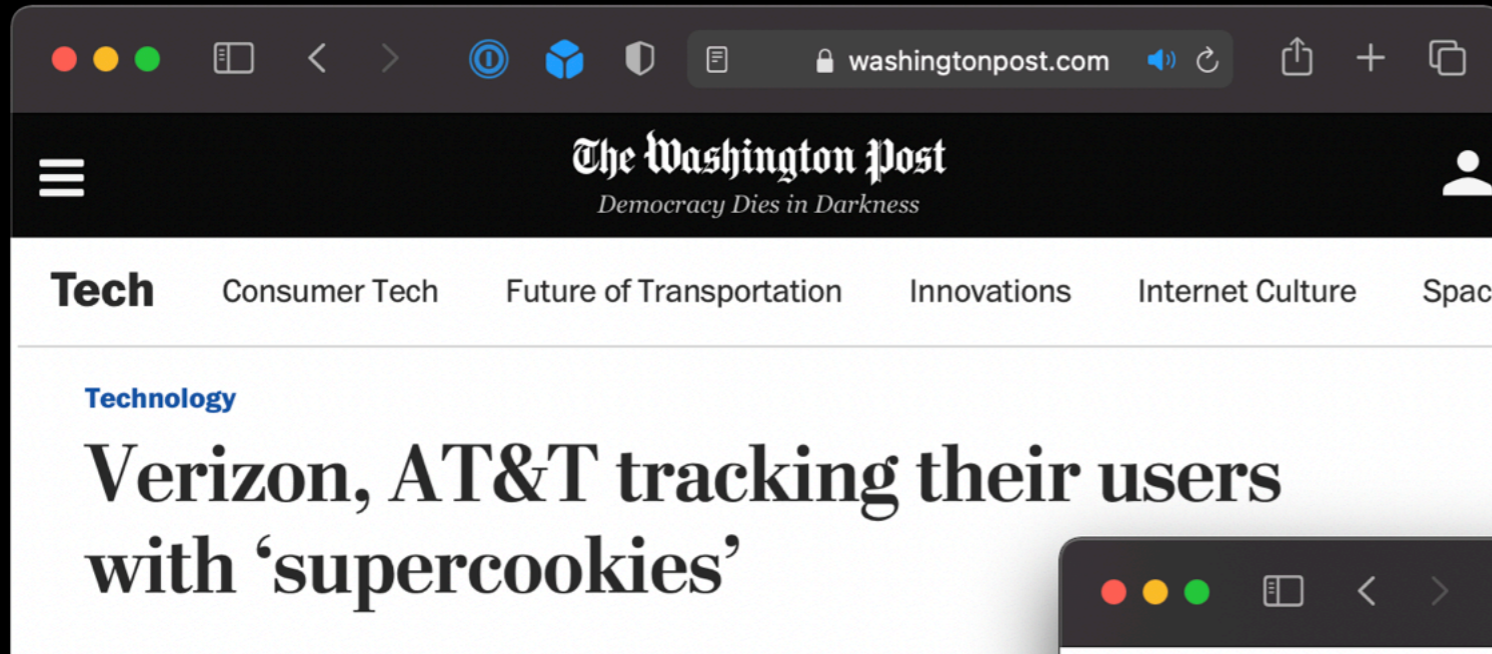 washingtonpost.com
The Washington Post
Democracy Dies in Darkness
Tech Consumer Tech Future of Transportation Innovations Internet Culture Spac
Technology
Verizon, AT&T tracking their users
with ‘supercookies’